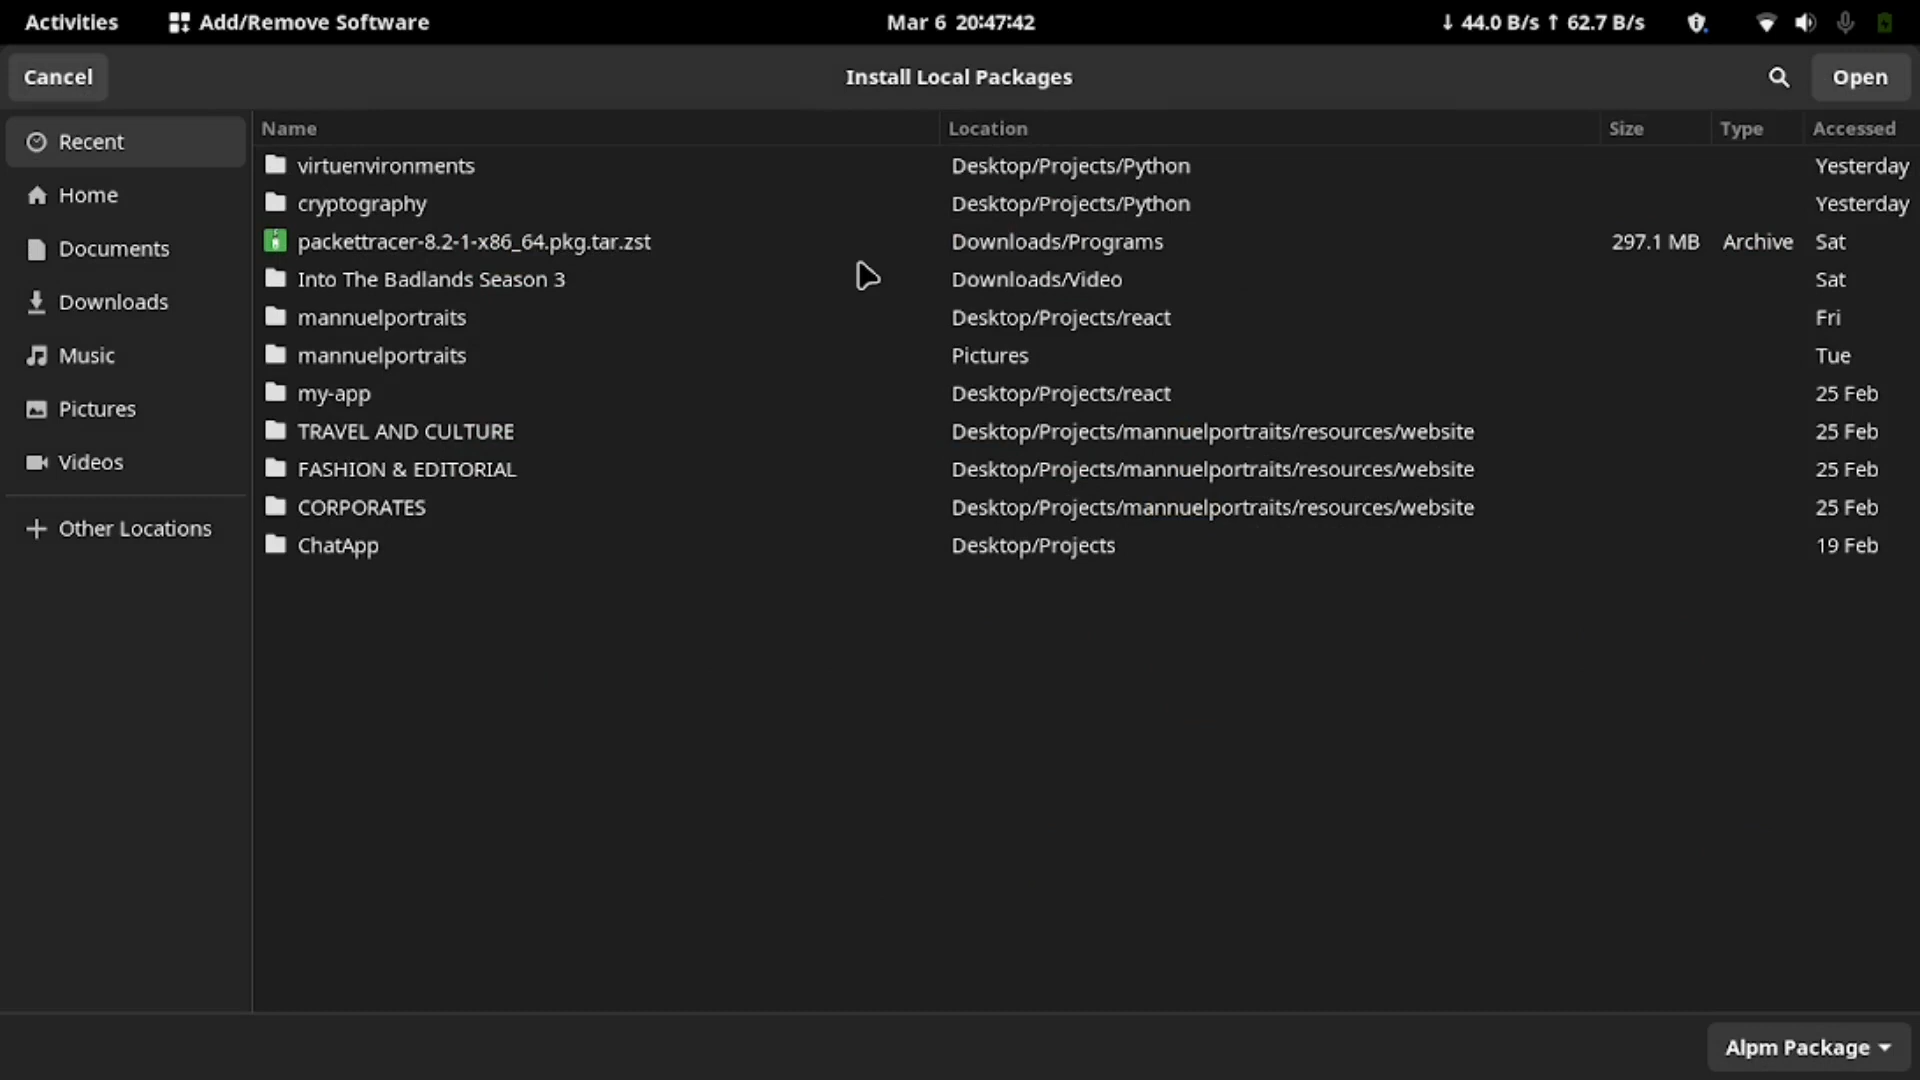 Activities Add/Remove Software Mar 6 20:47:42 ↓ 44.0 B/s ↑ 62.7 B/s
Cancel Install Local Packages Open
Recent
Home
Documents
Downloads
Music
Pictures
Videos
Other Locations
Name Location Size Type Accessed
virtuenvironments Desktop/Projects/Python Yesterday
cryptography Desktop/Projects/Python Yesterday
packettracer-8.2-1-x86_64.pkg.tar.zst Downloads/Programs 297.1 MB Archive Sat
Into The Badlands Season 3 Downloads/Video Sat
mannuelportraits Desktop/Projects/react Fri
mannuelportraits Pictures Tue
my-app Desktop/Projects/react 25 Feb
TRAVEL AND CULTURE Desktop/Projects/mannuelportraits/resources/website 25 Feb
FASHION & EDITORIAL Desktop/Projects/mannuelportraits/resources/website 25 Feb
CORPORATES Desktop/Projects/mannuelportraits/resources/website 25 Feb
ChatApp Desktop/Projects 19 Feb
Alpm Package